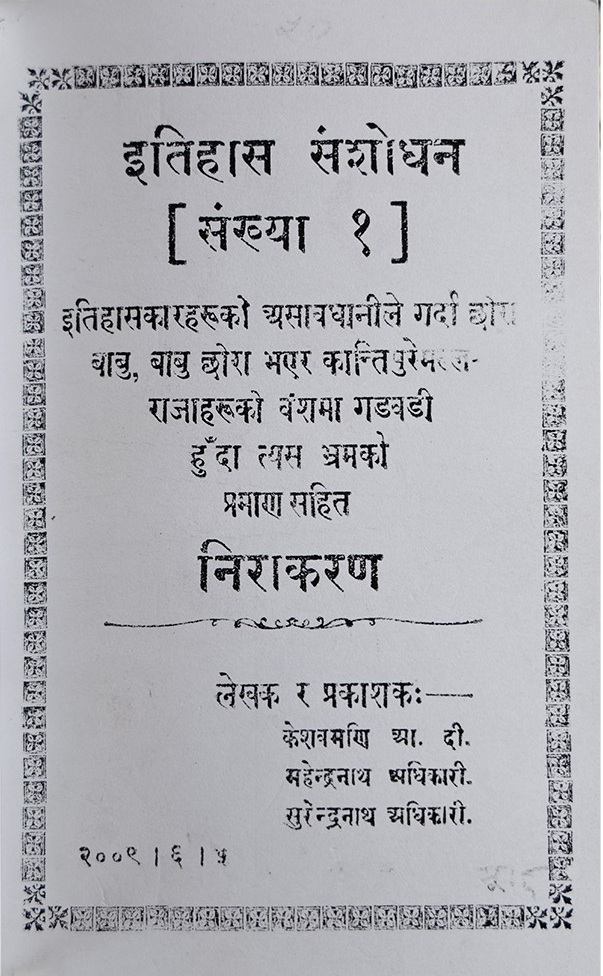 इतिहास संशोधन
[संख्या १]
इतिहासकारहरूको असावधानीले गर्दा छोरा
बाबु, बाबु छोरा भएर कान्तिपुरेमल्ल-
राजाहरूको वंशमा गडबडी
हुँदा त्यस भ्रमको
प्रमाण सहित
निराकरण
लेखक र प्रकाशकः—
केशवमणि आ. दी.
महेन्द्रनाथ अधिकारी.
सुरेन्द्रनाथ अधिकारी.
२००९।६।५